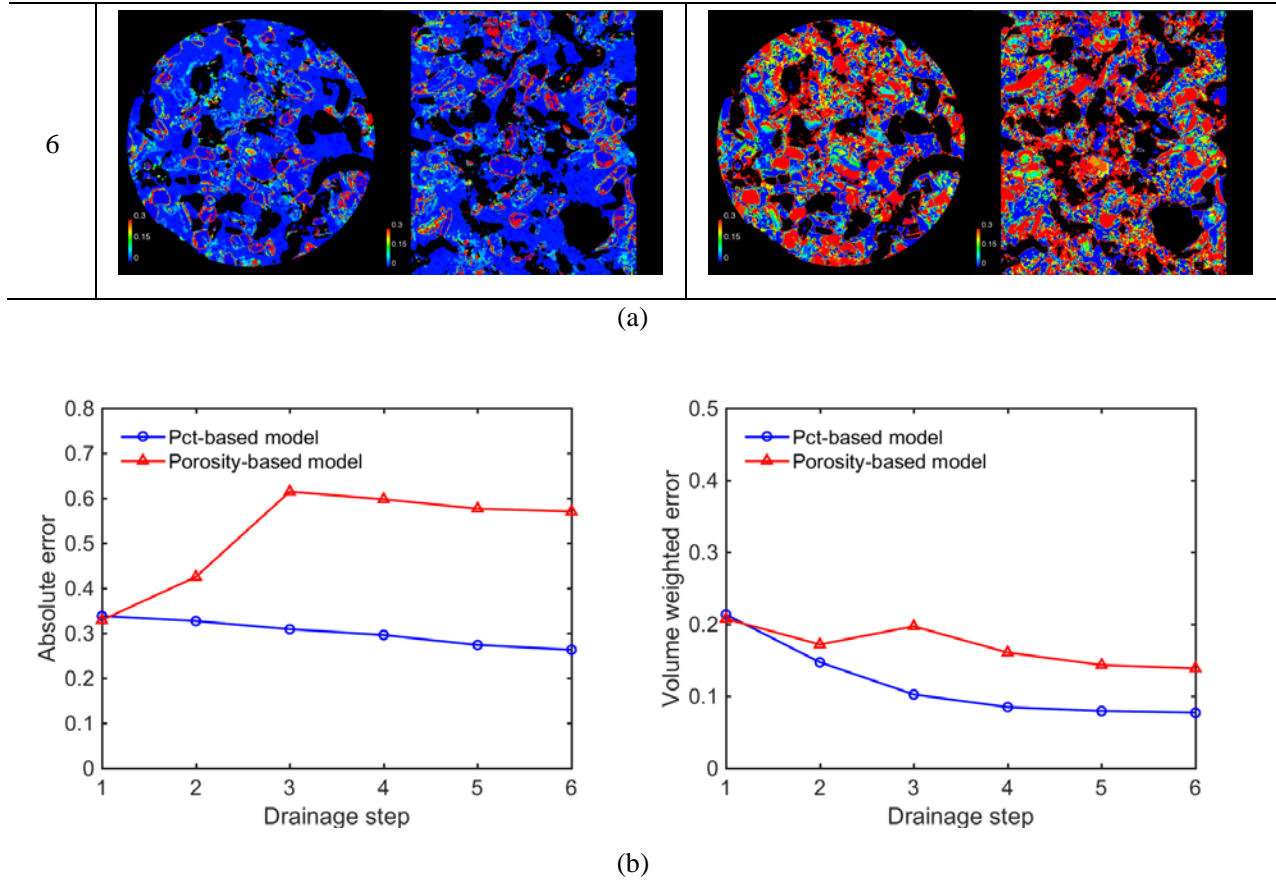 6
0.3
0.15
0
0.3
0.15
0
0.3
0.15
0
0.3
0.15
0
(a)
0.8
0.7
0.6
0.5
0.4
0.3
0.2
0.1
0
Absolute error
Pct-based model
Porosity-based model
1 2 3 4 5 6
Drainage step
0.5
0.4
0.3
0.2
0.1
0
Volume weighted error
Pct-based model
Porosity-based model
1 2 3 4 5 6
Drainage step
(b)